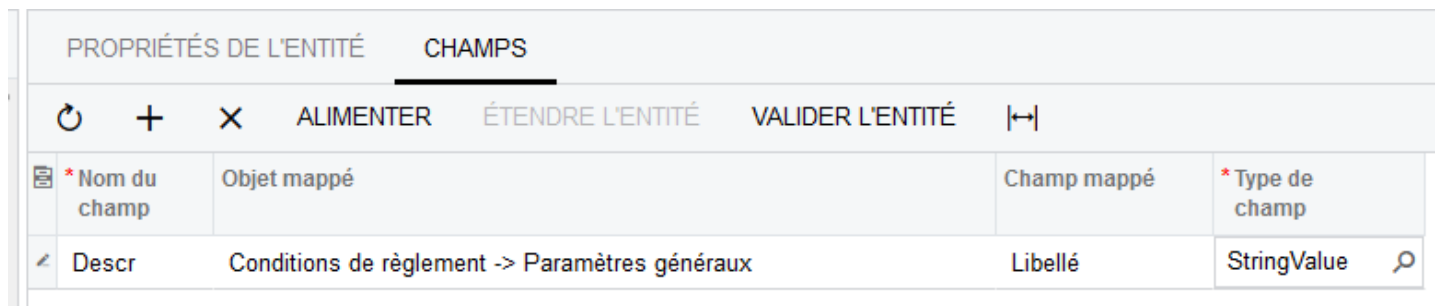 PROPRIÉTÉS DE L'ENTITÉ CHAMPS
ALIMENTER ÉTENDRE L'ENTITÉ VALIDER L'ENTITÉ
* Nom du champ Objet mappé Champ mappé * Type de champ
Descr Conditions de règlement -> Paramètres généraux Libellé StringValue